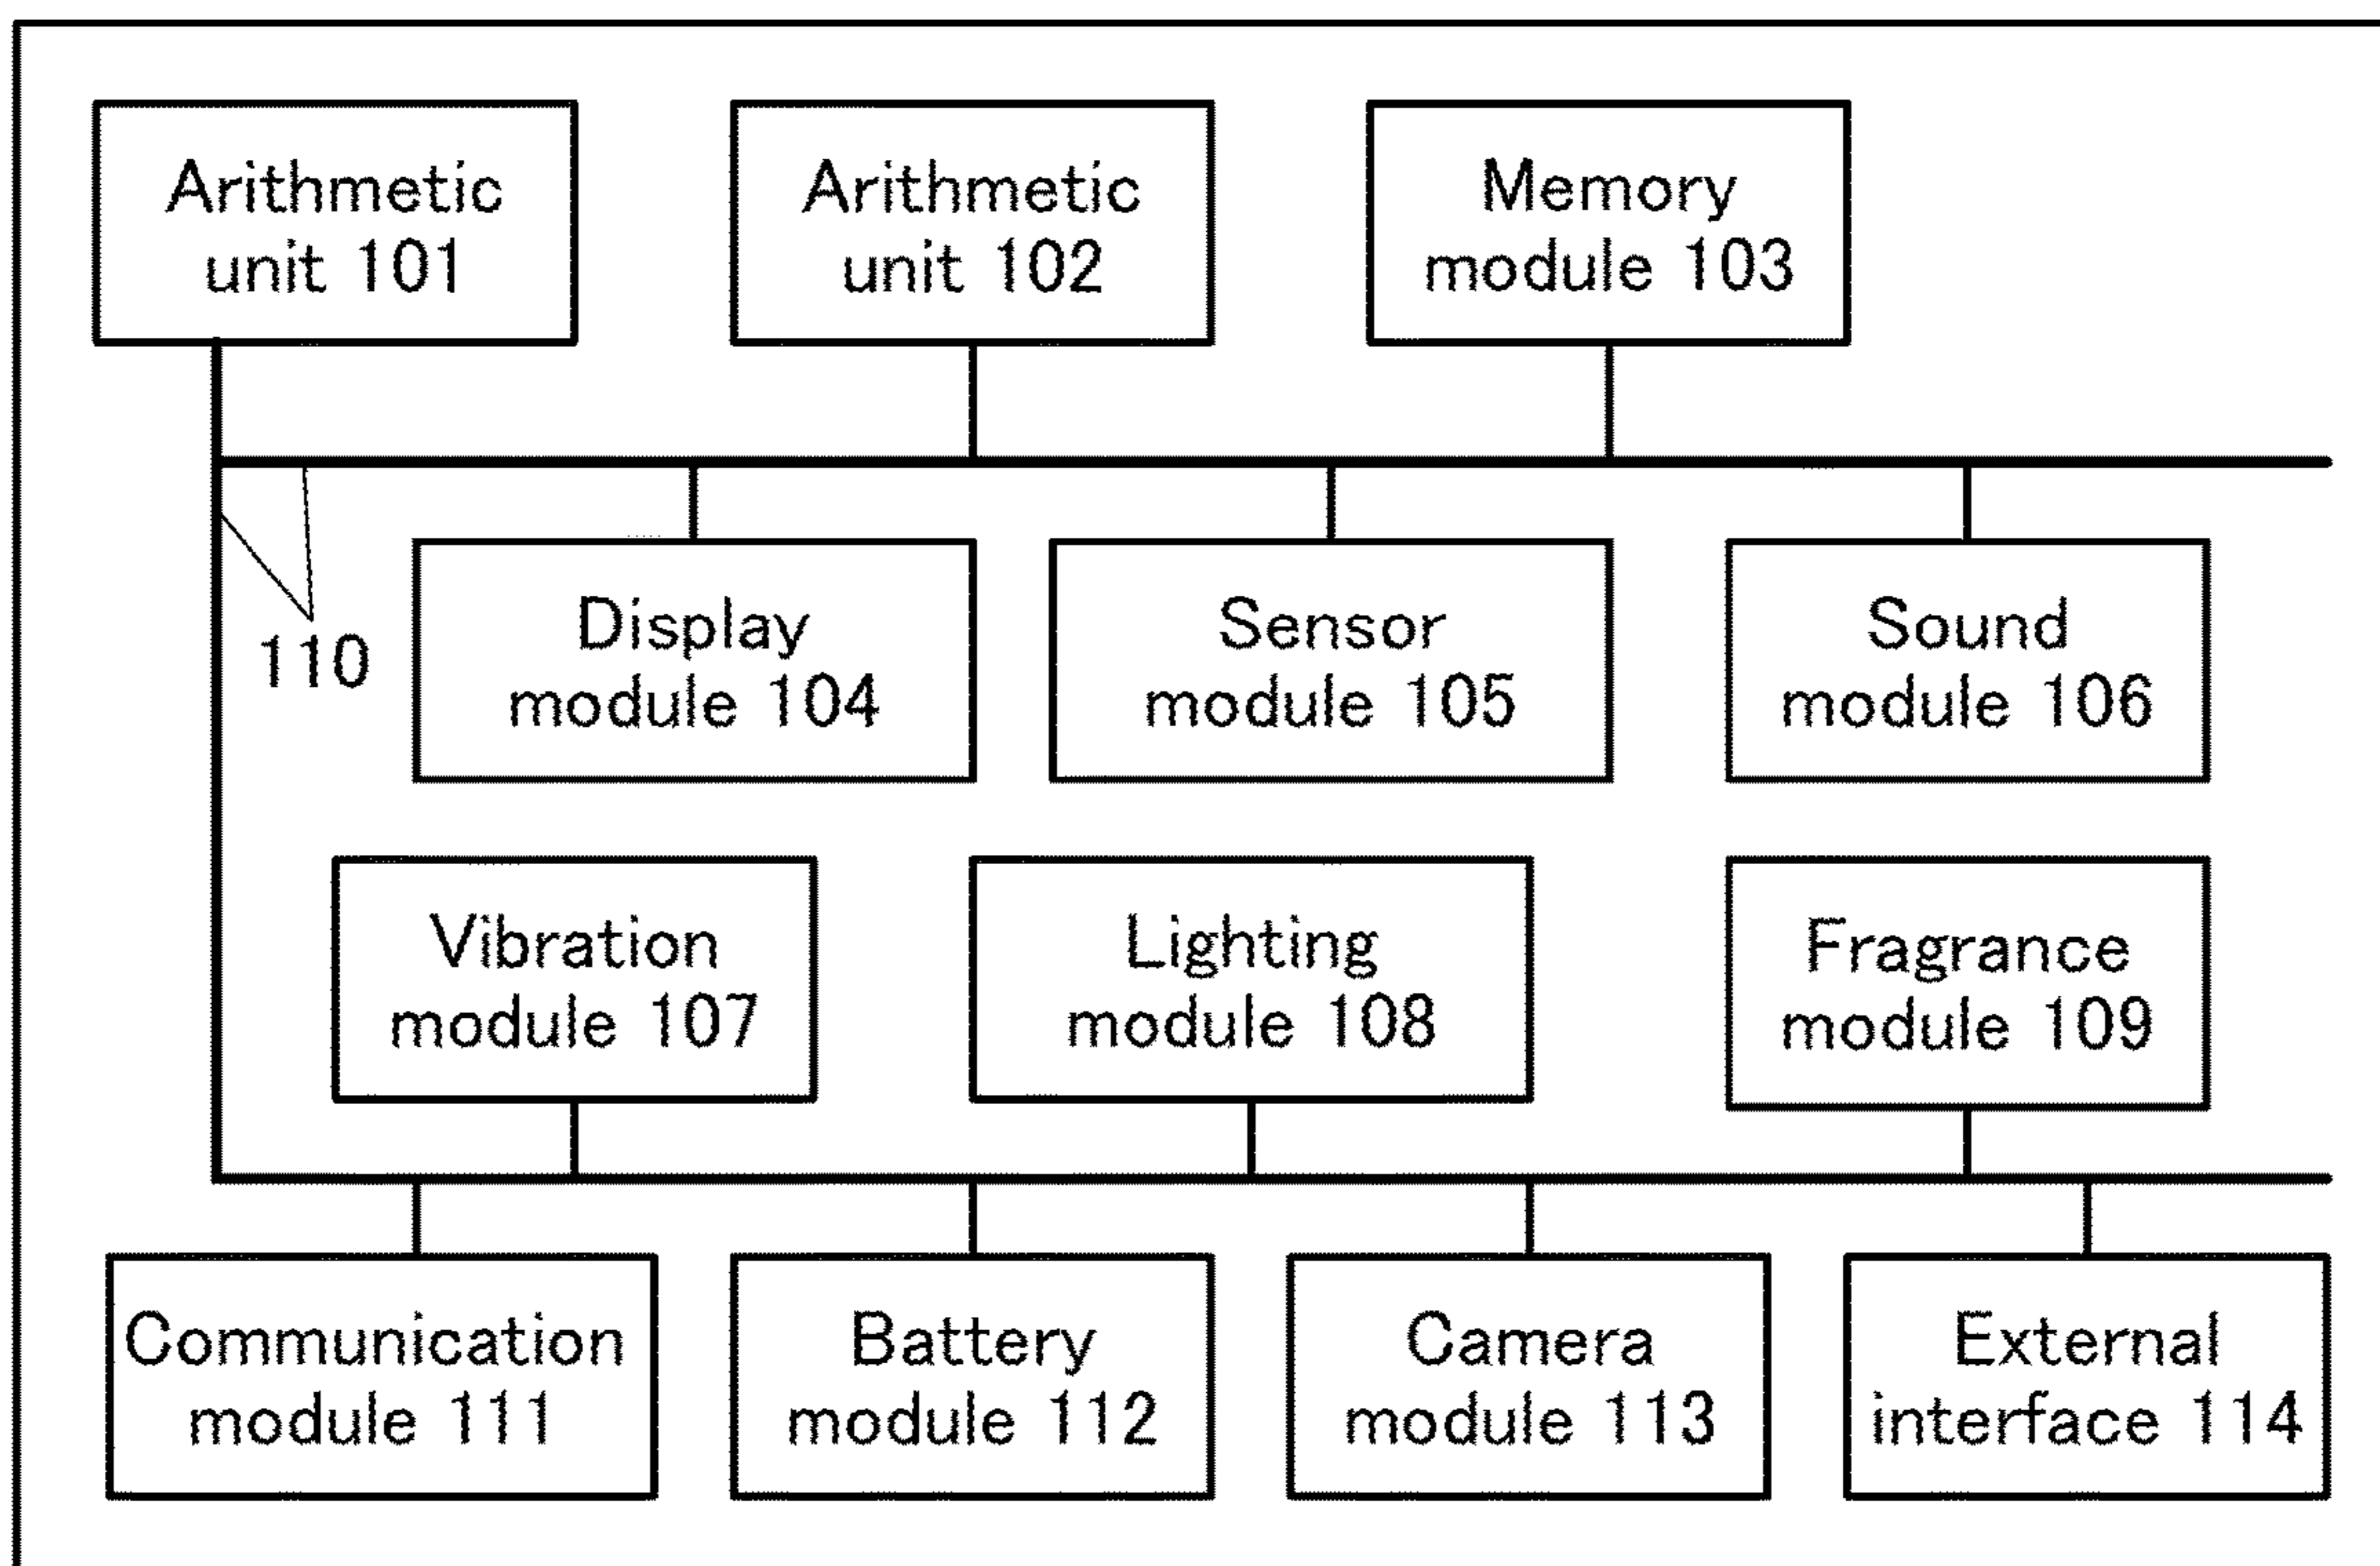 Arithmetic
unit 101
Arithmetic
unit 102
Memory
module 103
110
Display
module 104
Sensor
module 105
Sound
module 106
Vibration
module 107
Lighting
module 108
Fragrance
module 109
Communication
module 111
Battery
module 112
Camera
module 113
External
interface 114